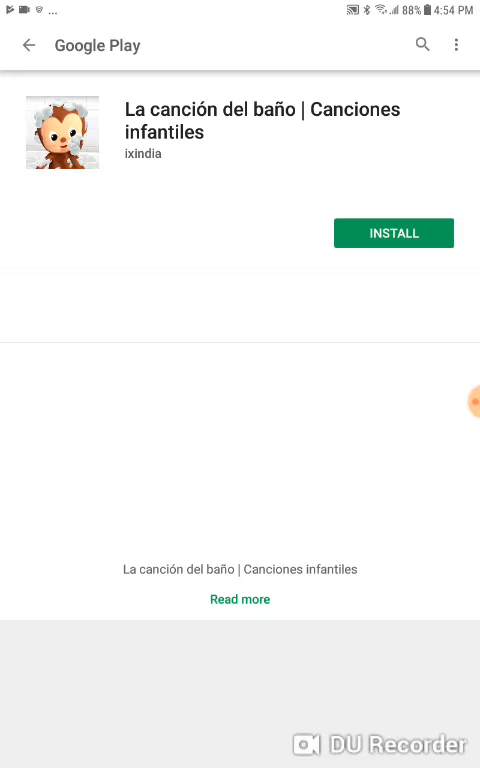 ... 88% 4:54 PM
Google Play
La canción del baño | Canciones
infantiles
ixindia
INSTALL
La canción del baño | Canciones infantiles
Read more
DU Recorder